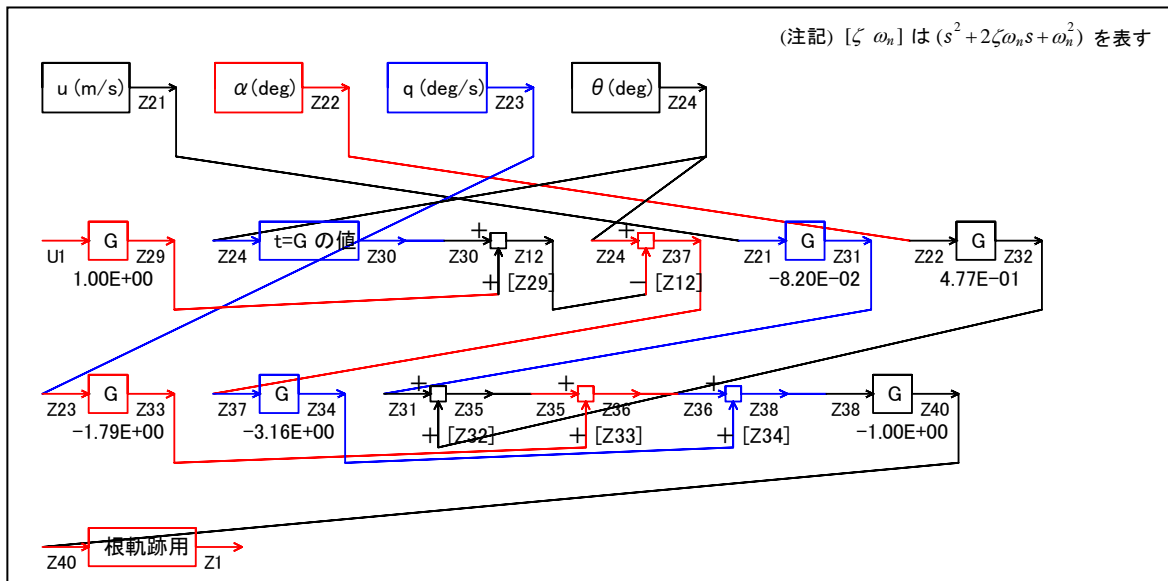 (注記) [ζ ωn] は (s²+2ζωns+ωn²) を表す
u (m/s) Z21 α(deg) Z22 q (deg/s) Z23 θ(deg) Z24
U1 G Z29 Z24 t=G の値 Z30 Z30 + Z12 Z24 + Z37 Z21 G Z31 Z22 G Z32
1.00E+00 + [Z29] − [Z12] −8.20E−02 4.77E−01
Z23 G Z33 Z37 G Z34 Z31 + Z35 Z35 + Z36 Z36 + Z38 Z38 G Z40
−1.79E+00 −3.16E+00 + [Z32] + [Z33] + [Z34] −1.00E+00
Z40 根軌跡用 Z1